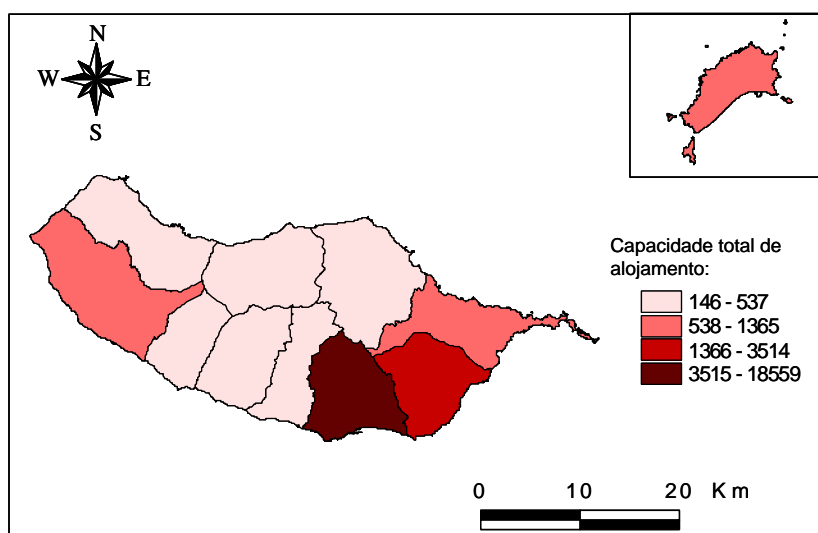 N
W E
S
Capacidade total de
alojamento:
146 - 537
538 - 1365
1366 - 3514
3515 - 18559
0 10 20 K m